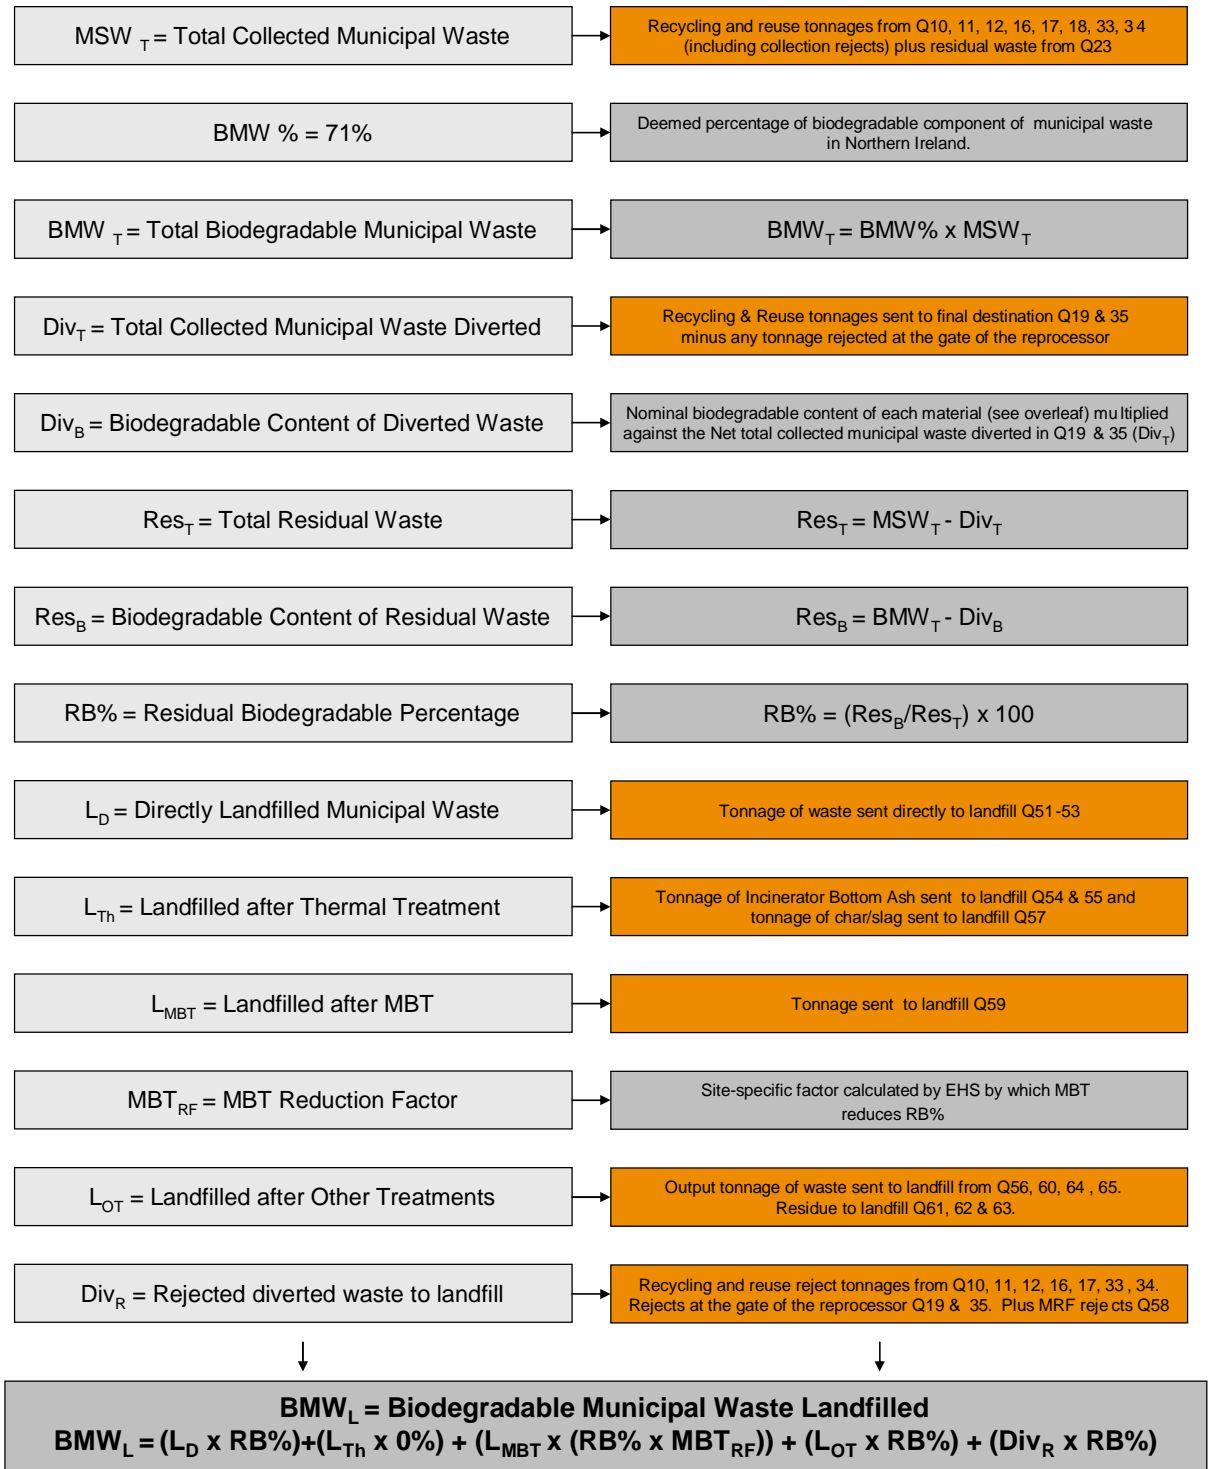 MSW T = Total Collected Municipal Waste
Recycling and reuse tonnages from Q10, 11, 12, 16, 17, 18, 33, 34
(including collection rejects) plus residual waste from Q23
BMW % = 71%
Deemed percentage of biodegradable component of municipal waste
in Northern Ireland.
BMW T = Total Biodegradable Municipal Waste
BMWT = BMW% x MSWT
DivT = Total Collected Municipal Waste Diverted
Recycling & Reuse tonnages sent to final destination Q19 & 35
minus any tonnage rejected at the gate of the reprocessor
DivB = Biodegradable Content of Diverted Waste
Nominal biodegradable content of each material (see overleaf) multiplied
against the Net total collected municipal waste diverted in Q19 & 35 (DivT)
ResT = Total Residual Waste
ResT = MSWT - DivT
ResB = Biodegradable Content of Residual Waste
ResB = BMWT - DivB
RB% = Residual Biodegradable Percentage
RB% = (ResB/ResT) x 100
LD = Directly Landfilled Municipal Waste
Tonnage of waste sent directly to landfill Q51-53
LTh = Landfilled after Thermal Treatment
Tonnage of Incinerator Bottom Ash sent to landfill Q54 & 55 and
tonnage of char/slag sent to landfill Q57
LMBT = Landfilled after MBT
Tonnage sent to landfill Q59
MBTRF = MBT Reduction Factor
Site-specific factor calculated by EHS by which MBT
reduces RB%
LOT = Landfilled after Other Treatments
Output tonnage of waste sent to landfill from Q56, 60, 64, 65.
Residue to landfill Q61, 62 & 63.
DivR = Rejected diverted waste to landfill
Recycling and reuse reject tonnages from Q10, 11, 12, 16, 17, 33, 34.
Rejects at the gate of the reprocessor Q19 & 35. Plus MRF rejects Q58
BMWL = Biodegradable Municipal Waste Landfilled
BMWL = (LD x RB%)+(LTh x 0%) + (LMBT x (RB% x MBTRF)) + (LOT x RB%) + (DivR x RB%)